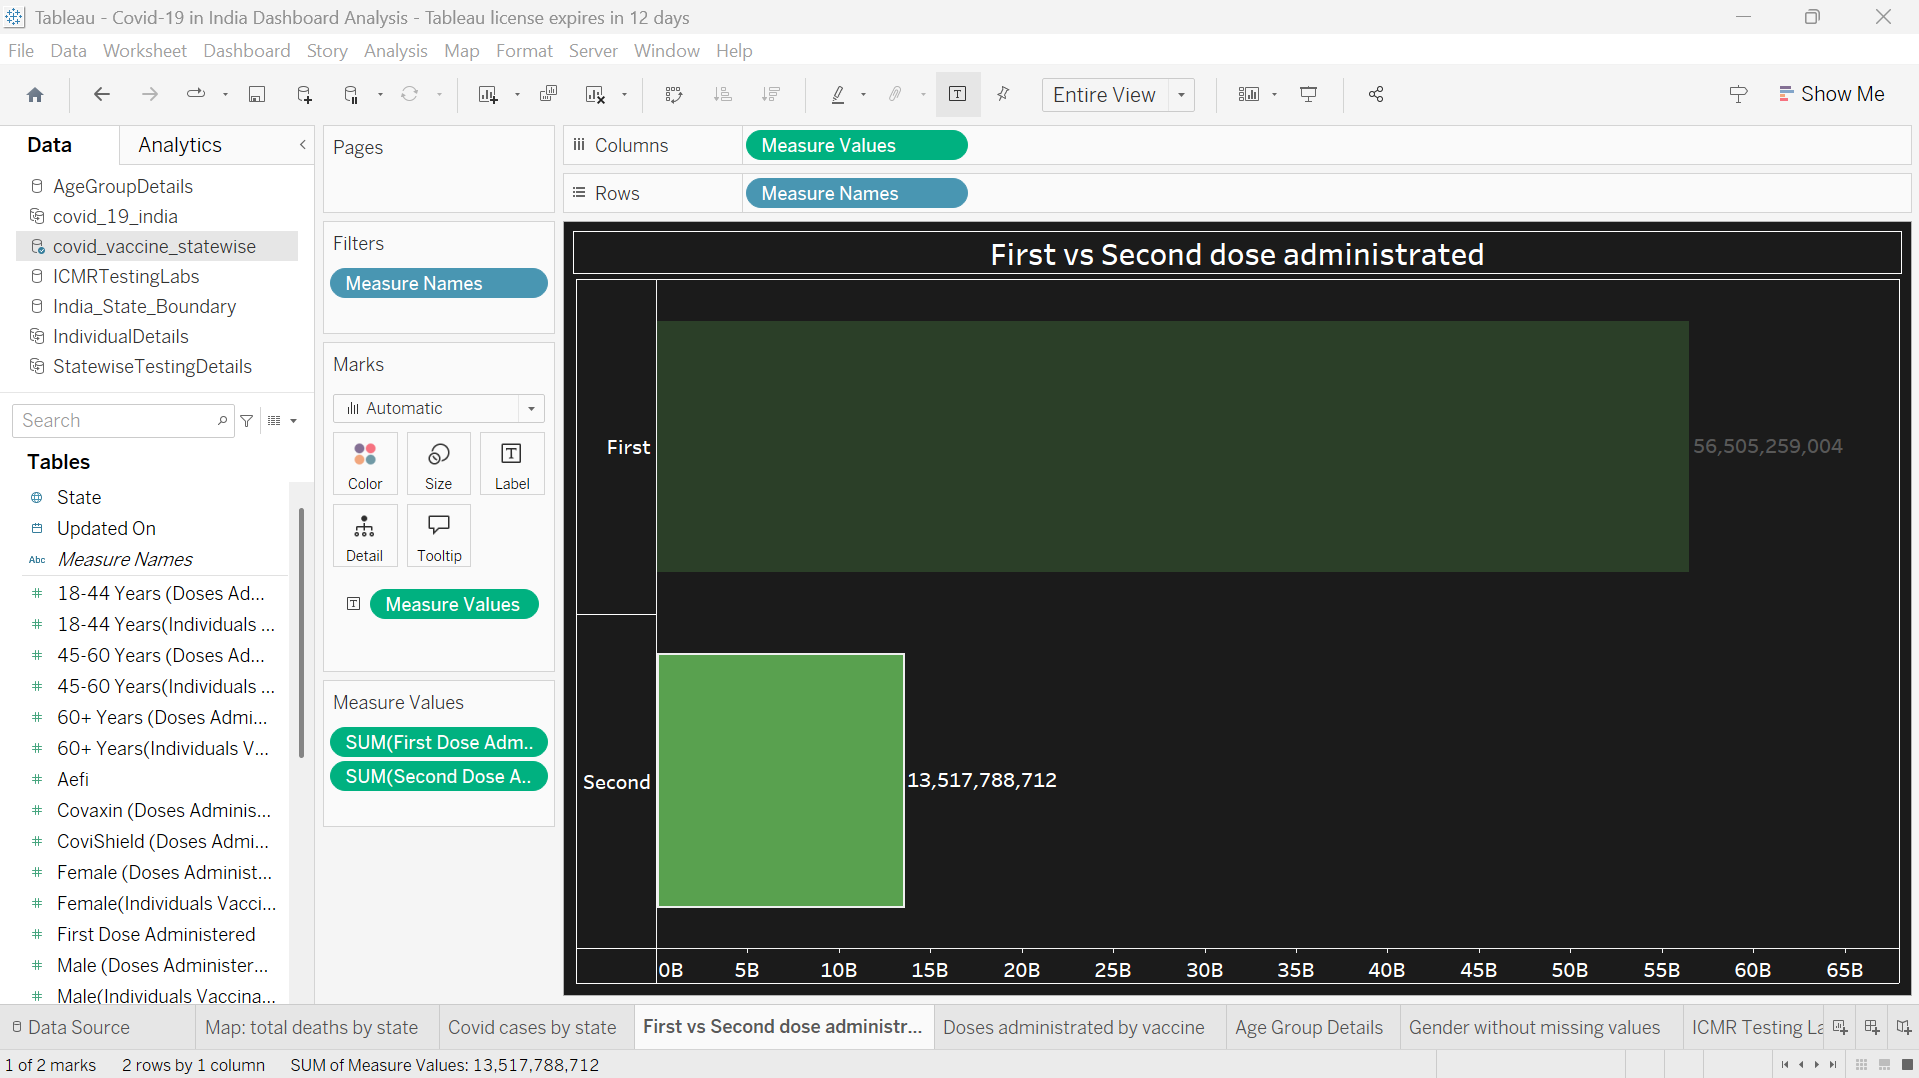 Tableau - Covid-19 in India Dashboard Analysis - Tableau license expires in 12 days
File Data Worksheet Dashboard Story Analysis Map Format Server Window Help
Entire View
Show Me
Data
Analytics
AgeGroupDetails
covid_19_india
covid_vaccine_statewise
ICMRTestingLabs
India_State_Boundary
IndividualDetails
StatewiseTestingDetails
Search
Tables
State
Updated On
Abc Measure Names
# 18-44 Years (Doses Ad...
# 18-44 Years(Individuals ...
# 45-60 Years (Doses Ad...
# 45-60 Years(Individuals ...
# 60+ Years (Doses Admi...
# 60+ Years(Individuals V...
# Aefi
# Covaxin (Doses Adminis...
# CoviShield (Doses Admi...
# Female (Doses Administ...
# Female(Individuals Vacci...
# First Dose Administered
# Male (Doses Administer...
# Male(Individuals Vaccina...
Pages
Filters
Measure Names
Marks
Automatic
Color
Size
T
Label
Detail
Tooltip
T Measure Values
Measure Values
SUM(First Dose Adm..
SUM(Second Dose A..
Columns
Measure Values
Rows
Measure Names
First vs Second dose administrated
First
56,505,259,004
Second
13,517,788,712
0B 5B 10B 15B 20B 25B 30B 35B 40B 45B 50B 55B 60B 65B
Data Source
Map: total deaths by state
Covid cases by state
First vs Second dose administr...
Doses administrated by vaccine
Age Group Details
Gender without missing values
ICMR Testing La
1 of 2 marks
2 rows by 1 column
SUM of Measure Values: 13,517,788,712